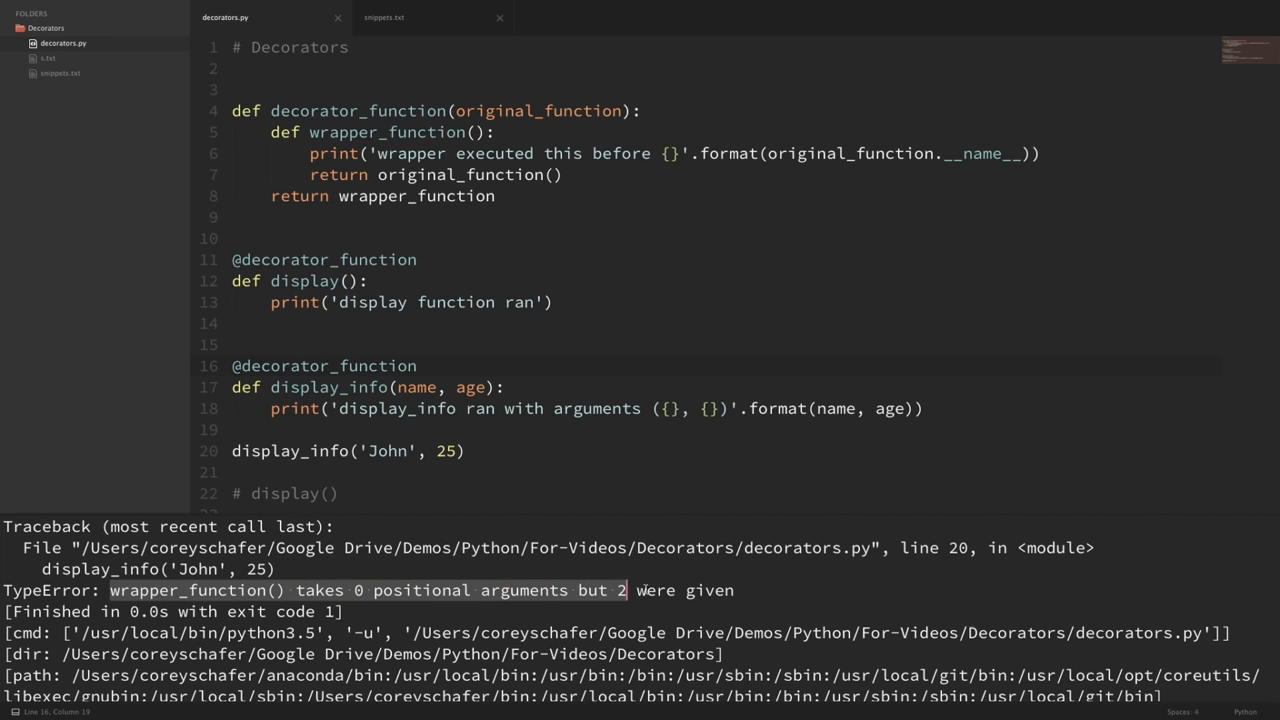 FOLDERS
Decorators
decorators.py
s.txt
snippets.txt
decorators.py
snippets.txt
1 # Decorators
2
3
4 def decorator_function(original_function):
5 def wrapper_function():
6 print('wrapper executed this before {}'.format(original_function.__name__))
7 return original_function()
8 return wrapper_function
9
10
11 @decorator_function
12 def display():
13 print('display function ran')
14
15
16 @decorator_function
17 def display_info(name, age):
18 print('display_info ran with arguments ({}, {})'.format(name, age))
19
20 display_info('John', 25)
21
22 # display()
Traceback (most recent call last):
File "/Users/coreyschafer/Google Drive/Demos/Python/For-Videos/Decorators/decorators.py", line 20, in <module>
display_info('John', 25)
TypeError: wrapper_function() takes 0 positional arguments but 2 were given
[Finished in 0.0s with exit code 1]
[cmd: ['/usr/local/bin/python3.5', '-u', '/Users/coreyschafer/Google Drive/Demos/Python/For-Videos/Decorators/decorators.py']]
[dir: /Users/coreyschafer/Google Drive/Demos/Python/For-Videos/Decorators]
[path: /Users/coreyschafer/anaconda/bin:/usr/local/bin:/usr/bin:/bin:/usr/sbin:/sbin:/usr/local/git/bin:/usr/local/opt/coreutils/
libexec/gnubin:/usr/local/sbin:/Users/coreyschafer/anaconda/bin:/usr/local/bin:/usr/bin:/bin:/usr/sbin:/sbin:/usr/local/git/bin]
Line 16, Column 19
Spaces: 4
Python